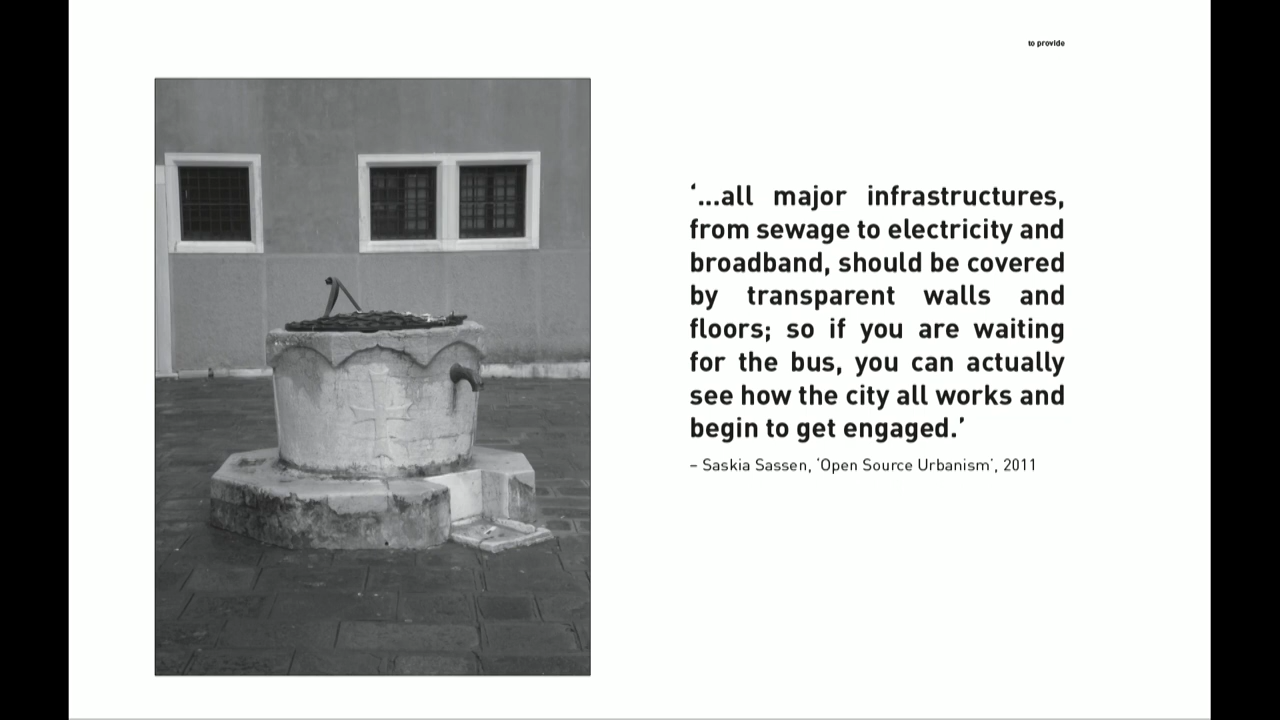 to provide
‘...all major infrastructures,
from sewage to electricity and
broadband, should be covered
by transparent walls and
floors; so if you are waiting
for the bus, you can actually
see how the city all works and
begin to get engaged.’
– Saskia Sassen, ‘Open Source Urbanism’, 2011